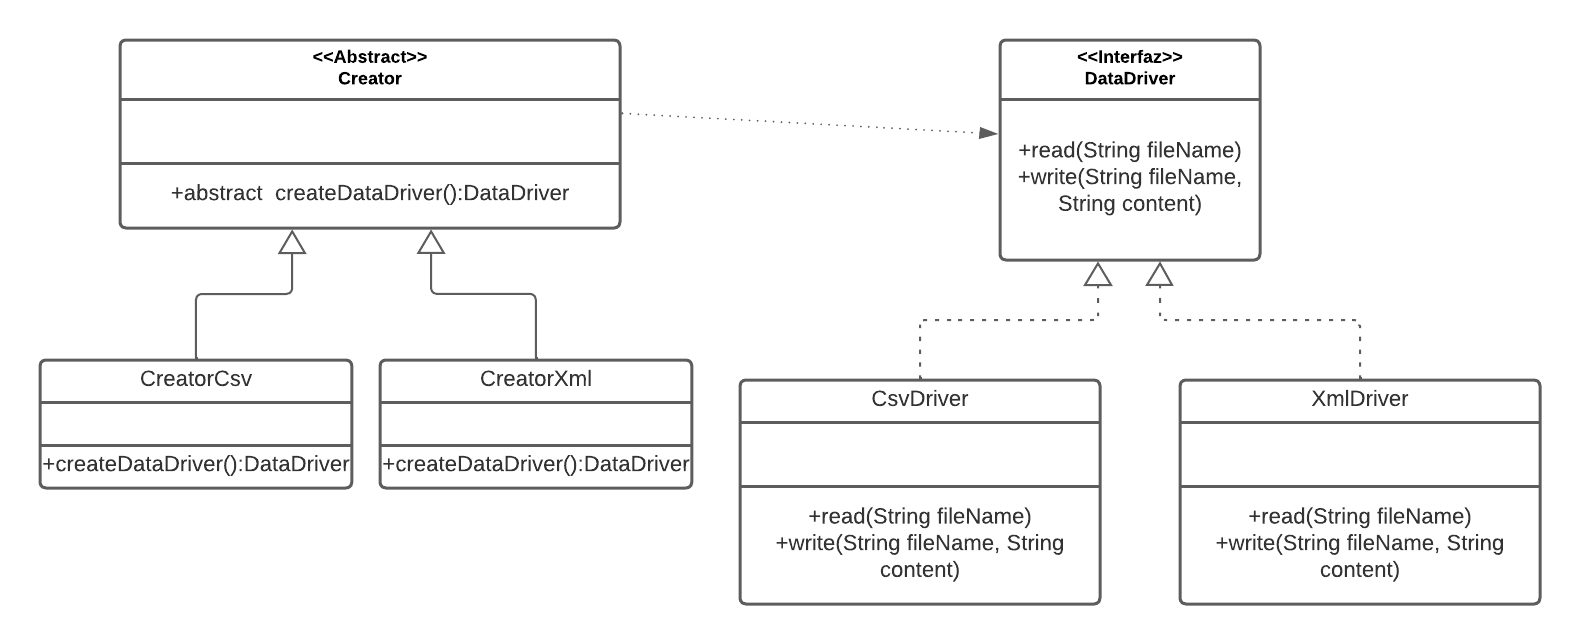 <<Abstract>>
Creator
+abstract  createDataDriver():DataDriver
<<Interfaz>>
DataDriver
+read(String fileName)
+write(String fileName,
String content)
CreatorCsv
+createDataDriver():DataDriver
CreatorXml
+createDataDriver():DataDriver
CsvDriver
+read(String fileName)
+write(String fileName, String
content)
XmlDriver
+read(String fileName)
+write(String fileName, String
content)